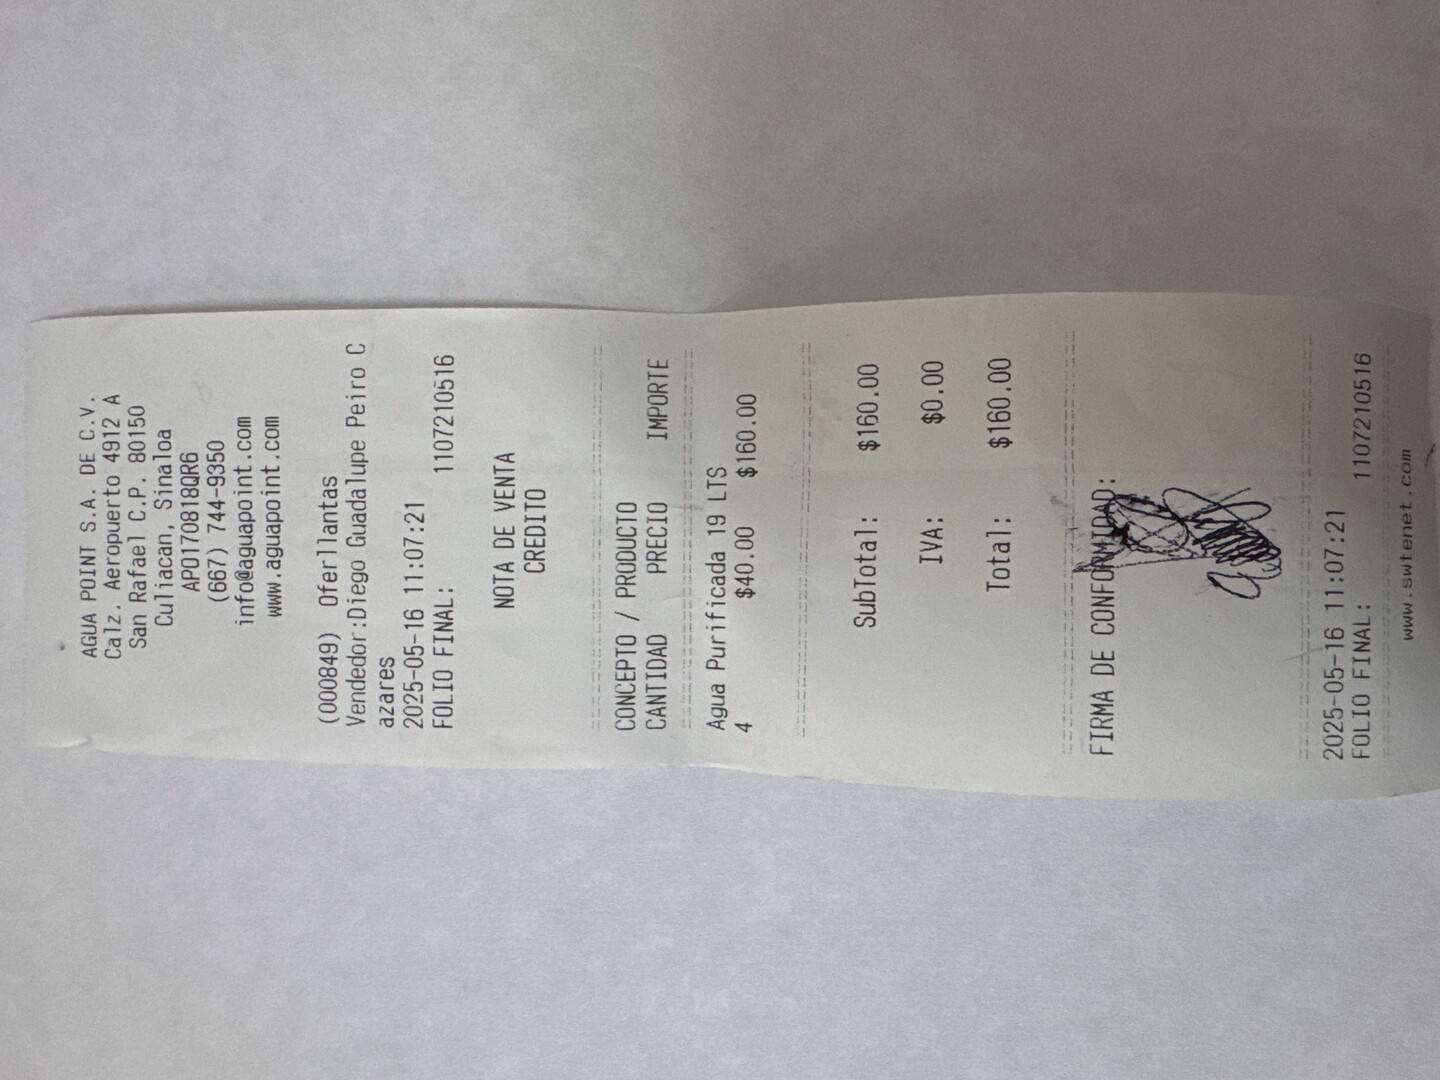 AGUA POINT S.A. DE C.V.
Calz. Aeropuerto 4912 A
San Rafael C.P. 80150
Culiacan, Sinaloa
APO170818QR6
(667) 744-9350
info@aguapoint.com
www.aguapoint.com
(000849) Oferllantas
Vendedor:Diego Guadalupe Peiro C
azares
2025-05-16 11:07:21
FOLIO FINAL: 1107210516
NOTA DE VENTA
CREDITO
CONCEPTO / PRODUCTO
CANTIDAD PRECIO IMPORTE
Agua Purificada 19 LTS
4 $40.00 $160.00
SubTotal: $160.00
IVA: $0.00
Total: $160.00
FIRMA DE CONFORMIDAD:
2025-05-16 11:07:21
FOLIO FINAL: 1107210516
www.swtenet.com